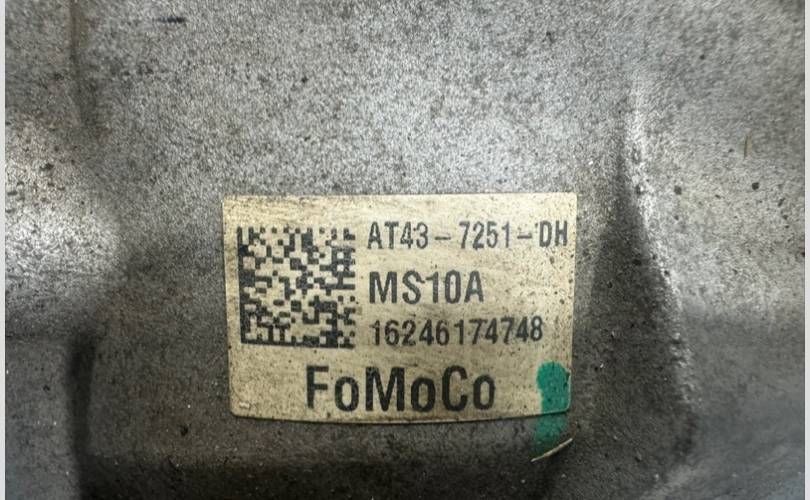 AT43-7251-DH
MS10A
16246174748
FoMoCo